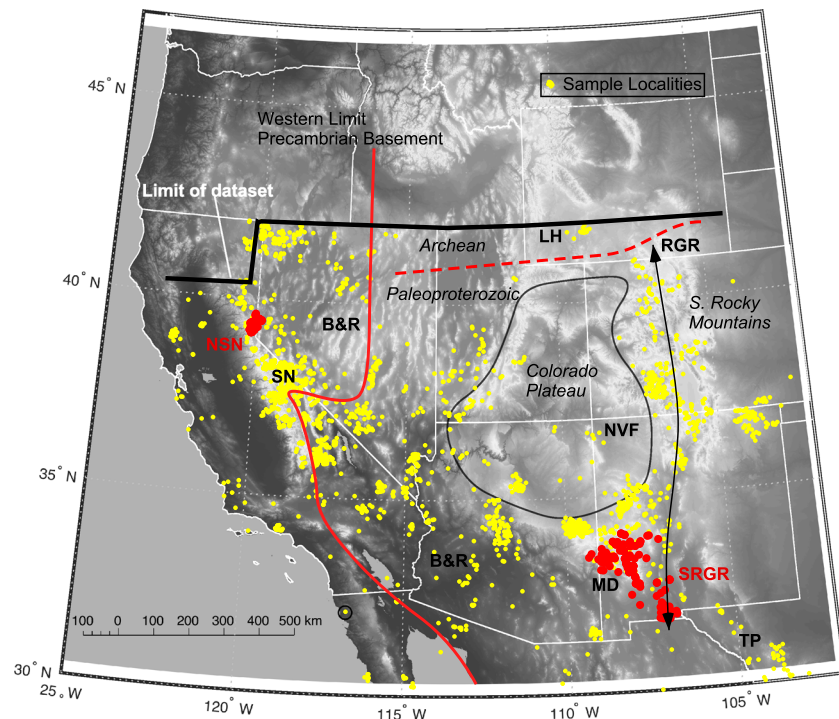 45° N
Sample Localities
Western Limit
Precambrian Basement
Limit of dataset
LH
Archean
RGR
40° N
Paleoproterozoic
S. Rocky
Mountains
B&R
NSN
SN
Colorado
Plateau
NVF
35° N
B&R
MD
SRGR
100 0 100 200 300 400 500 km
TP
30° N
25° W
120° W
115° W
110° W
105° W